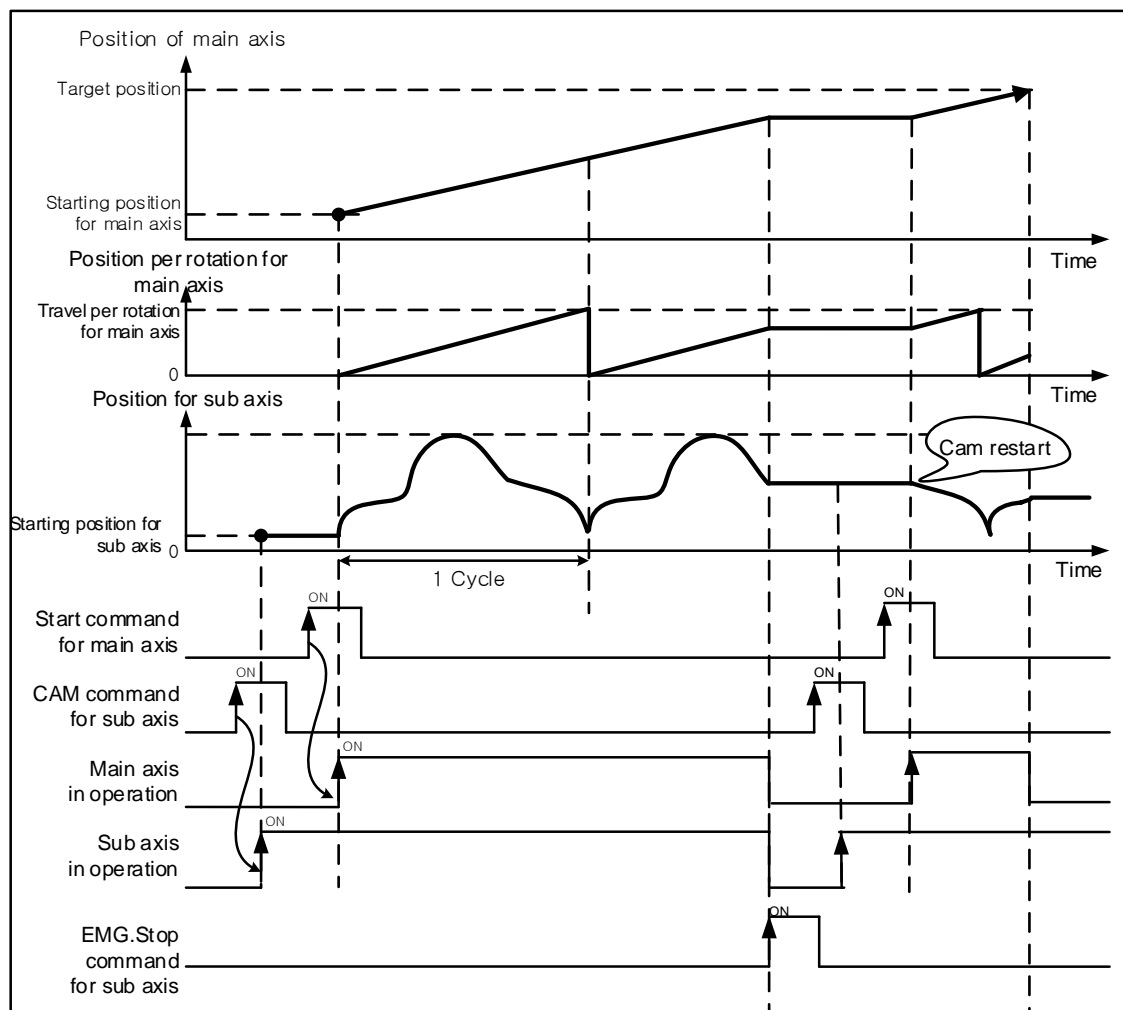 Position of main axis
Target position
Starting position
for main axis
Time
Position per rotation for
main axis
Travel per rotation
for main axis
0
Time
Position for sub axis
Cam restart
Starting position for
sub axis
0
1 Cycle
Time
ON
ON
Start command
for main axis
ON
ON
CAM command
for sub axis
ON
Main axis
in operation
ON
Sub axis
in operation
ON
EMG.Stop
command
for sub axis